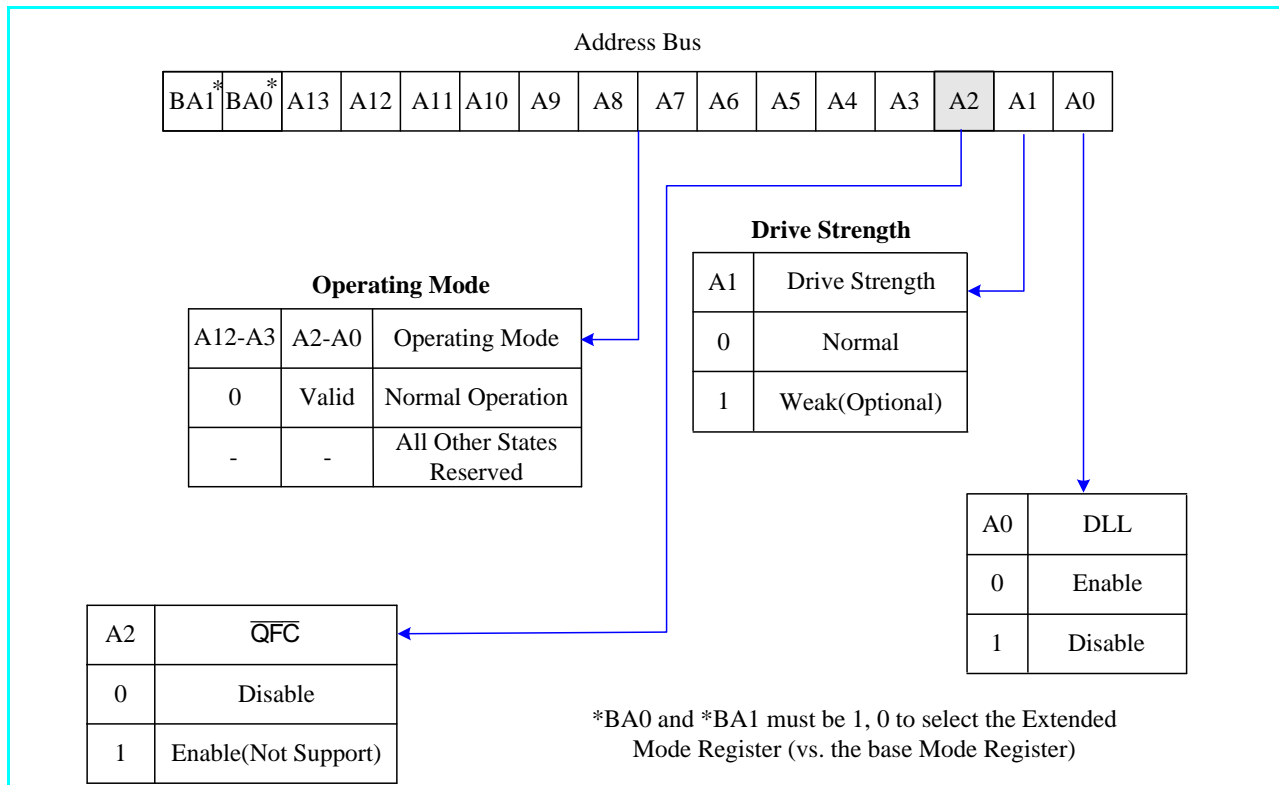 Address Bus
BA1* BA0* A13 A12 A11 A10 A9 A8 A7 A6 A5 A4 A3 A2 A1 A0
Drive Strength
A1 Drive Strength
0 Normal
1 Weak(Optional)
Operating Mode
A12-A3 A2-A0 Operating Mode
0 Valid Normal Operation
- - All Other States
Reserved
A0 DLL
0 Enable
1 Disable
A2 Q̅F̅C̅
0 Disable
1 Enable(Not Support)
*BA0 and *BA1 must be 1, 0 to select the Extended
Mode Register (vs. the base Mode Register)